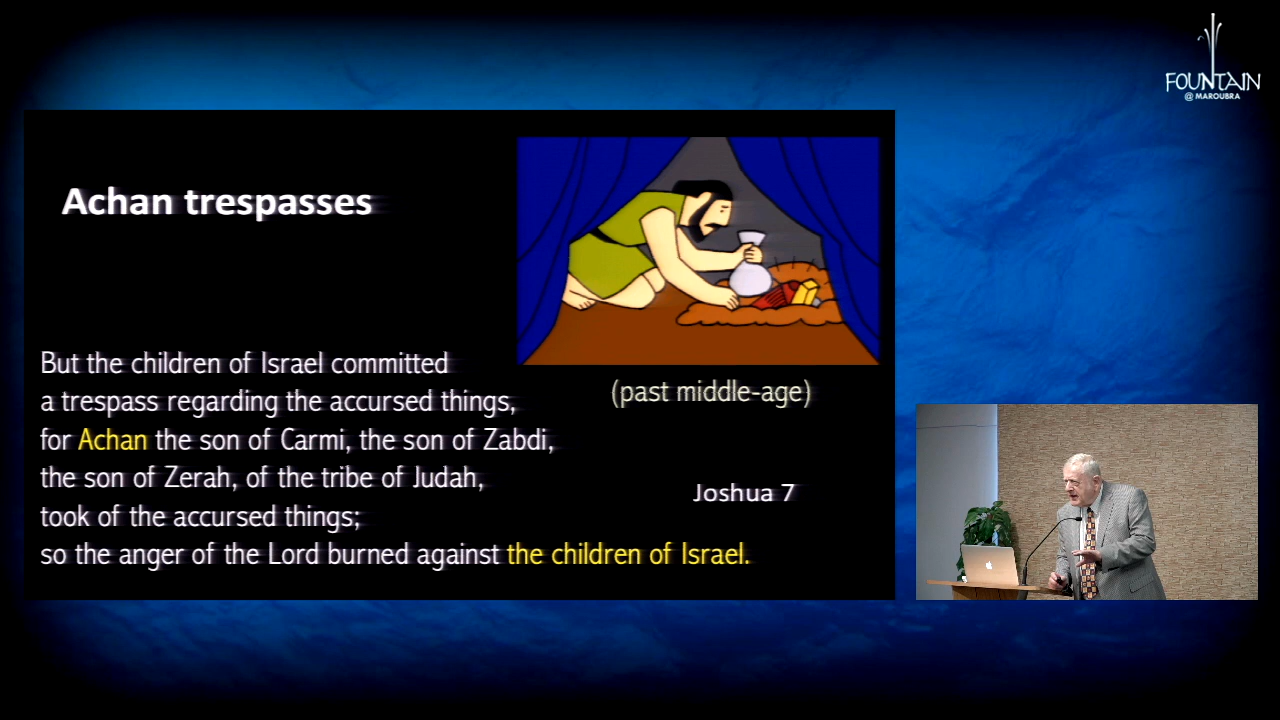 FOUNTAIN
@ MAROUBRA
Achan trespasses
But the children of Israel committed
a trespass regarding the accursed things,
for Achan the son of Carmi, the son of Zabdi,
the son of Zerah, of the tribe of Judah,
took of the accursed things;
so the anger of the Lord burned against the children of Israel.
(past middle-age)
Joshua 7